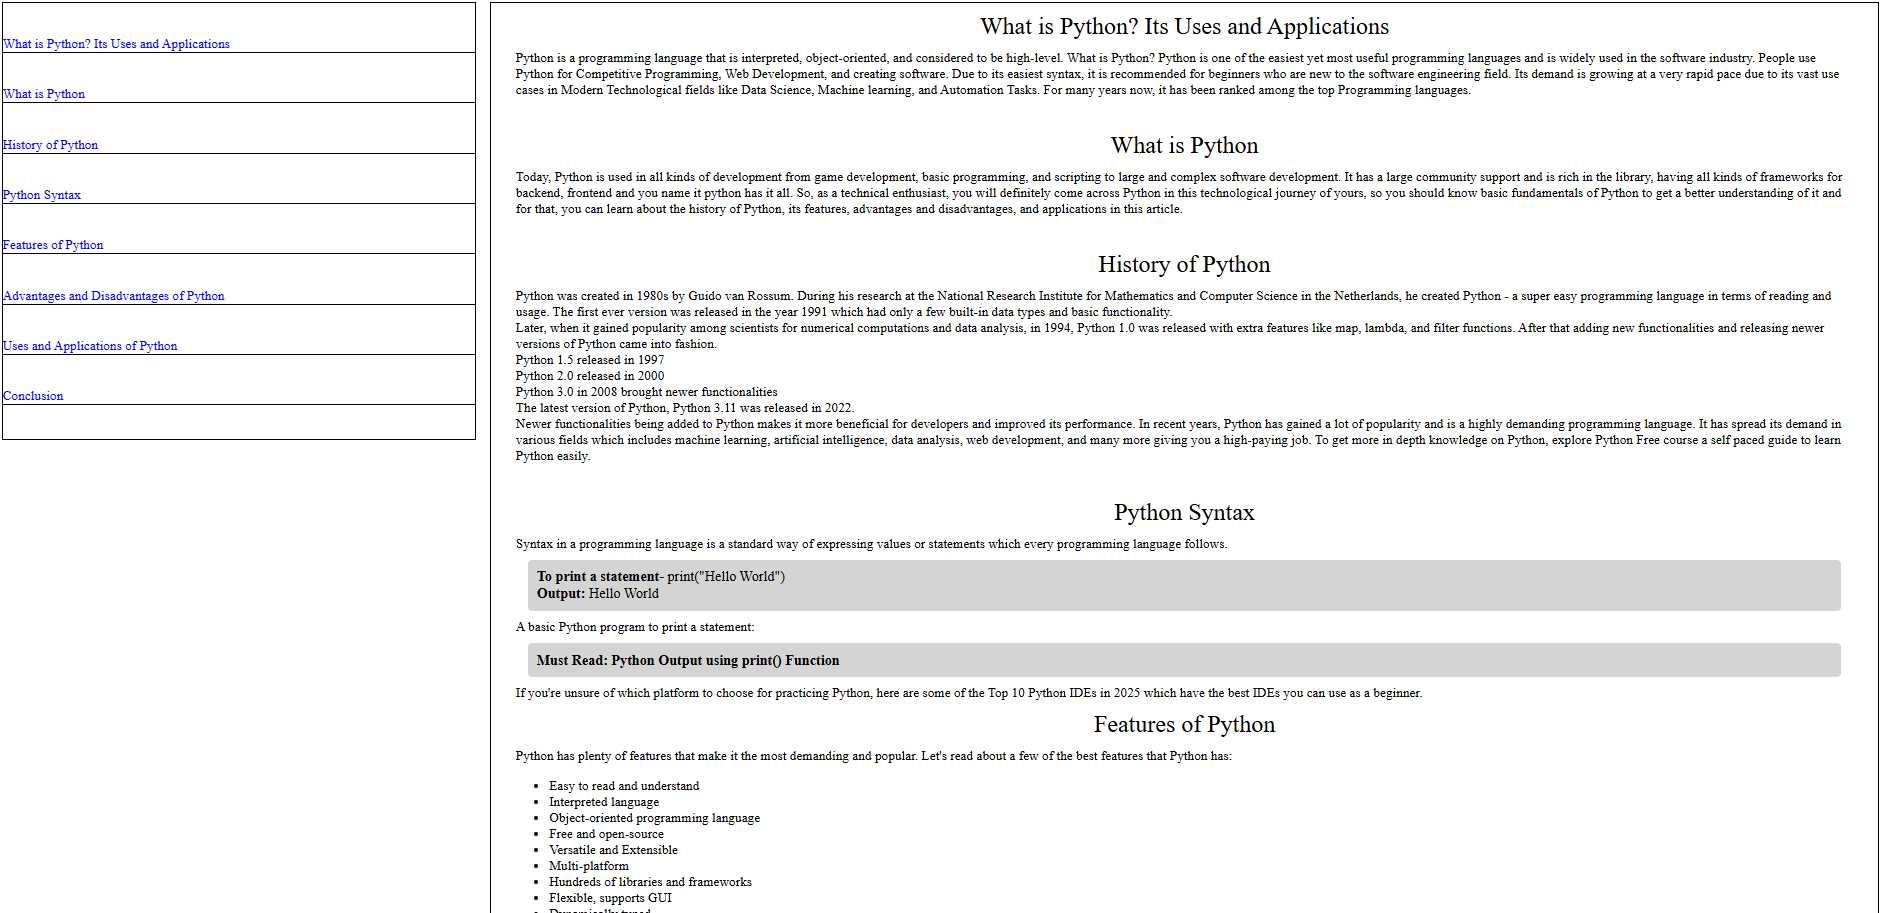 What is Python? Its Uses and Applications
What is Python
History of Python
Python Syntax
Features of Python
Advantages and Disadvantages of Python
Uses and Applications of Python
Conclusion
What is Python? Its Uses and Applications
Python is a programming language that is interpreted, object-oriented, and considered to be high-level. What is Python? Python is one of the easiest yet most useful programming languages and is widely used in the software industry. People use
Python for Competitive Programming, Web Development, and creating software. Due to its easiest syntax, it is recommended for beginners who are new to the software engineering field. Its demand is growing at a very rapid pace due to its vast use
cases in Modern Technological fields like Data Science, Machine learning, and Automation Tasks. For many years now, it has been ranked among the top Programming languages.
What is Python
Today, Python is used in all kinds of development from game development, basic programming, and scripting to large and complex software development. It has a large community support and is rich in the library, having all kinds of frameworks for
backend, frontend and you name it python has it all. So, as a technical enthusiast, you will definitely come across Python in this technological journey of yours, so you should know basic fundamentals of Python to get a better understanding of it and
for that, you can learn about the history of Python, its features, advantages and disadvantages, and applications in this article.
History of Python
Python was created in 1980s by Guido van Rossum. During his research at the National Research Institute for Mathematics and Computer Science in the Netherlands, he created Python - a super easy programming language in terms of reading and
usage. The first ever version was released in the year 1991 which had only a few built-in data types and basic functionality.
Later, when it gained popularity among scientists for numerical computations and data analysis, in 1994, Python 1.0 was released with extra features like map, lambda, and filter functions. After that adding new functionalities and releasing newer
versions of Python came into fashion.
Python 1.5 released in 1997
Python 2.0 released in 2000
Python 3.0 in 2008 brought newer functionalities
The latest version of Python, Python 3.11 was released in 2022.
Newer functionalities being added to Python makes it more beneficial for developers and improved its performance. In recent years, Python has gained a lot of popularity and is a highly demanding programming language. It has spread its demand in
various fields which includes machine learning, artificial intelligence, data analysis, web development, and many more giving you a high-paying job. To get more in depth knowledge on Python, explore Python Free course a self paced guide to learn
Python easily.
Python Syntax
Syntax in a programming language is a standard way of expressing values or statements which every programming language follows.
To print a statement- print("Hello World")
Output: Hello World
A basic Python program to print a statement:
Must Read: Python Output using print() Function
If you're unsure of which platform to choose for practicing Python, here are some of the Top 10 Python IDEs in 2025 which have the best IDEs you can use as a beginner.
Features of Python
Python has plenty of features that make it the most demanding and popular. Let's read about a few of the best features that Python has:
• Easy to read and understand
• Interpreted language
• Object-oriented programming language
• Free and open-source
• Versatile and Extensible
• Multi-platform
• Hundreds of libraries and frameworks
• Flexible, supports GUI
• Dynamically typed